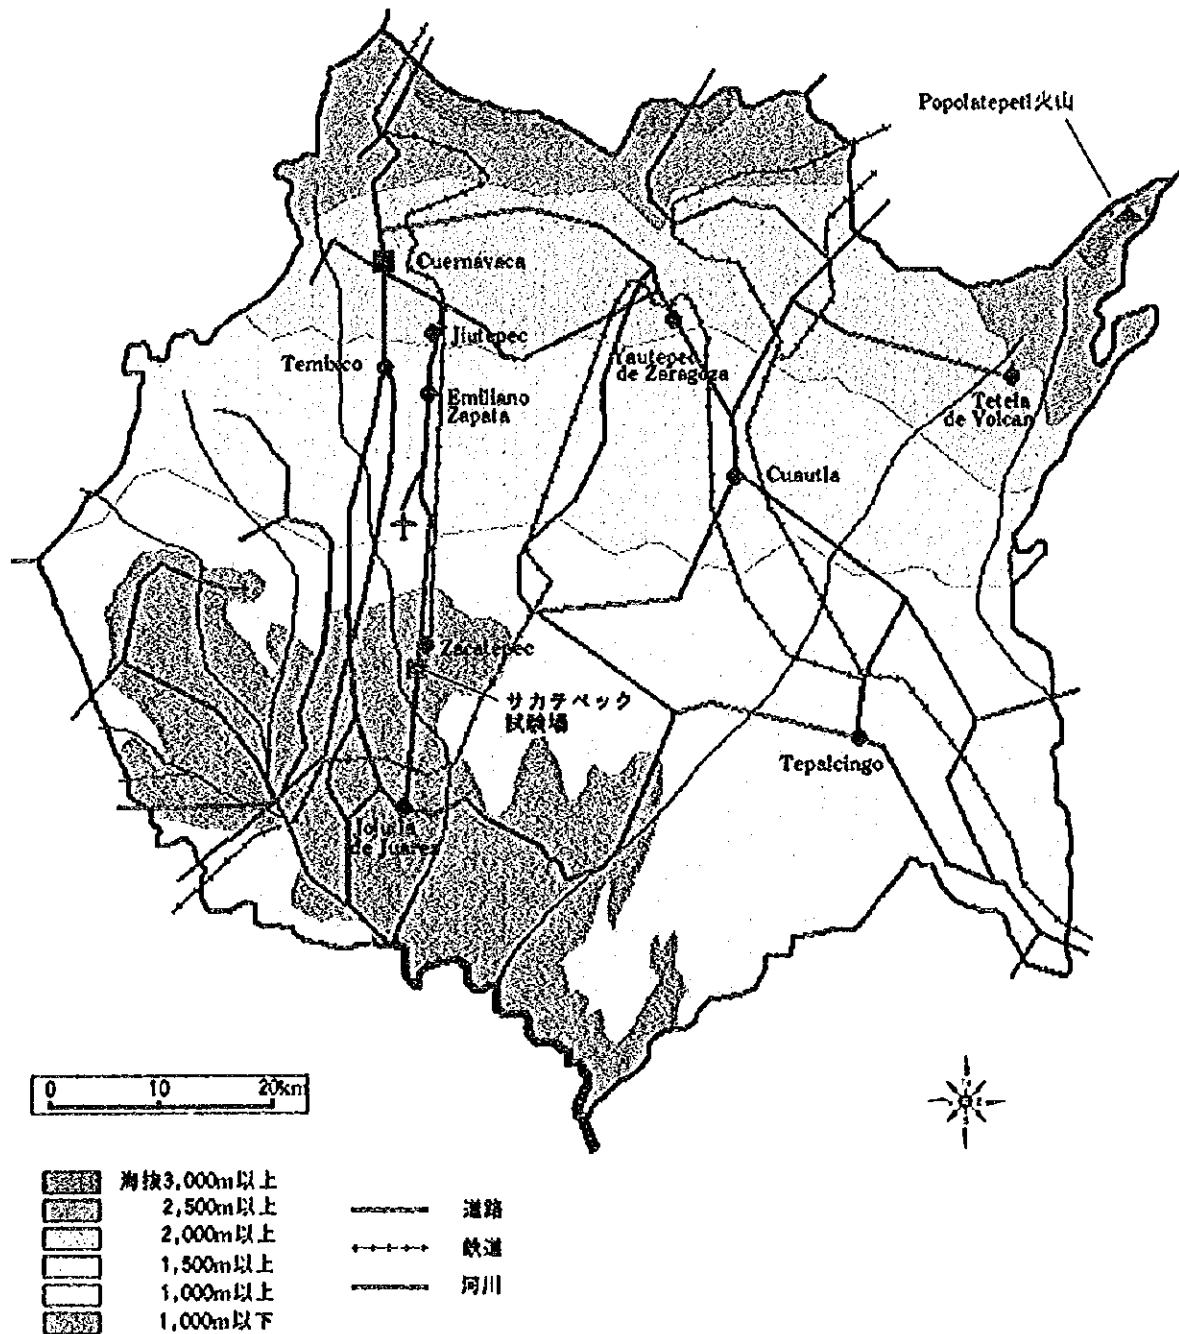 Popolatepetl火山
Cuernavaca
Jiutepec
Temixco
Yautepec
de Zaragoza
Emiliano
Zapata
Tetela
de Volcan
Cuautla
Zacatepec
サカテペック
試験場
Tepalcingo
Jojutla
de Juarez
0 10 20km
N
E
S
海抜3,000m以上
2,500m以上
2,000m以上
1,500m以上
1,000m以上
1,000m以下
道路
鉄道
河川